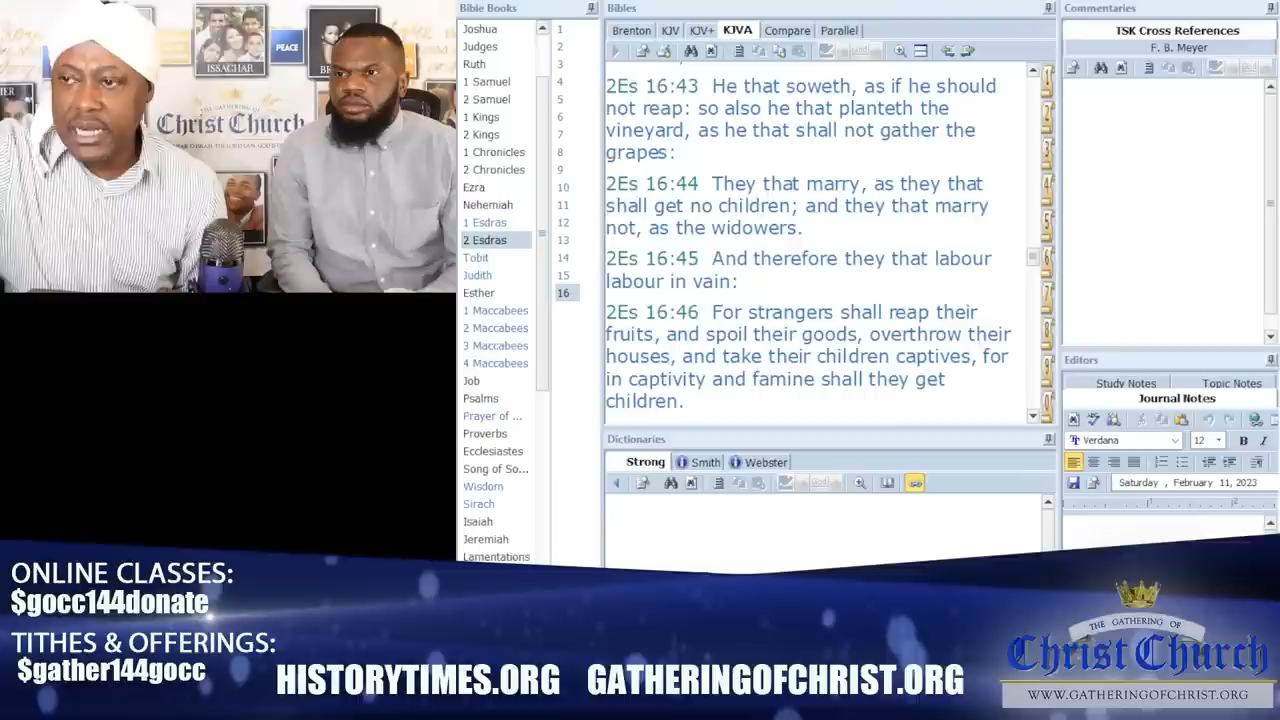 ISSACHAR
PEACE
THE GATHERING OF
Christ Church
Bible Books
Joshua
Judges
Ruth
1 Samuel
2 Samuel
1 Kings
2 Kings
1 Chronicles
2 Chronicles
Ezra
Nehemiah
1 Esdras
2 Esdras
Tobit
Judith
Esther
1 Maccabees
2 Maccabees
3 Maccabees
4 Maccabees
Job
Psalms
Prayer of ...
Proverbs
Ecclesiastes
Song of So...
Wisdom
Sirach
Isaiah
Jeremiah
Lamentations
1
2
3
4
5
6
7
8
9
10
11
12
13
14
15
16
Bibles
Brenton KJV KJV+ KJVA Compare Parallel
2Es 16:43 He that soweth, as if he should
not reap: so also he that planteth the
vineyard, as he that shall not gather the
grapes:
2Es 16:44 They that marry, as they that
shall get no children; and they that marry
not, as the widowers.
2Es 16:45 And therefore they that labour
labour in vain:
2Es 16:46 For strangers shall reap their
fruits, and spoil their goods, overthrow their
houses, and take their children captives, for
in captivity and famine shall they get
children.
Dictionaries
Strong Smith Webster
Commentaries
TSK Cross References
F. B. Meyer
Editors
Study Notes Topic Notes
Journal Notes
Verdana 12 B I
Saturday , February 11, 2023
ONLINE CLASSES:
$gocc144donate
TITHES & OFFERINGS:
$gather144gocc
HISTORYTIMES.ORG GATHERINGOFCHRIST.ORG
THE GATHERING OF
Christ Church
WWW.GATHERINGOFCHRIST.ORG